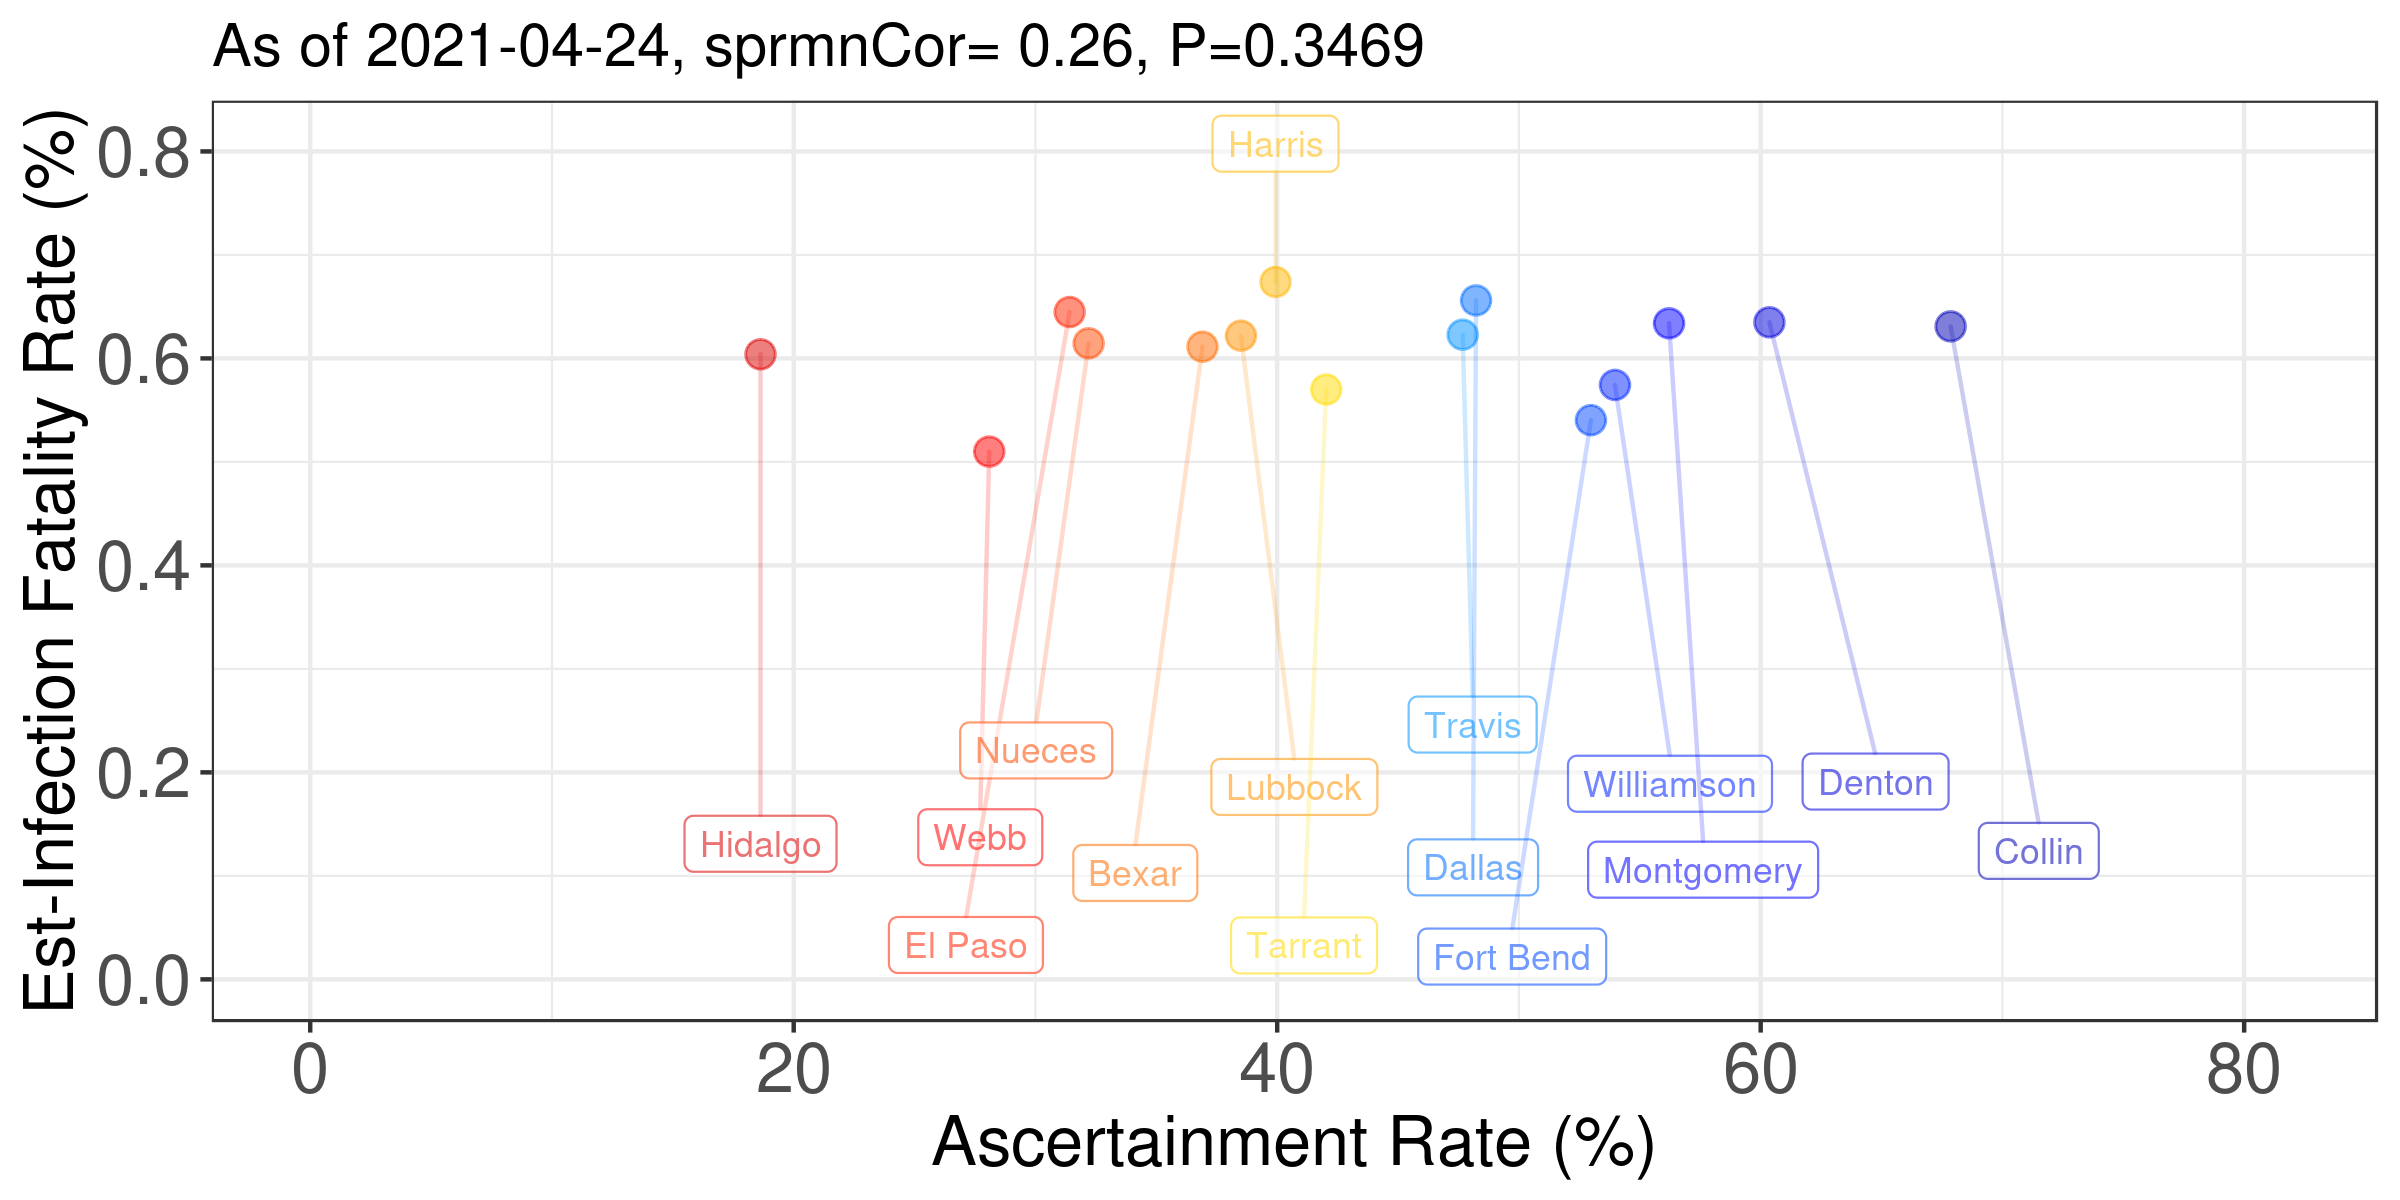 As of 2021-04-24, sprmnCor= 0.26, P=0.3469
Est-Infection Fatality Rate (%)
0.8
0.6
0.4
0.2
0.0
Harris
Travis
Nueces
Williamson
Denton
Lubbock
Hidalgo
Webb
Collin
Bexar
Dallas
Montgomery
El Paso
Tarrant
Fort Bend
0
20
40
60
80
Ascertainment Rate (%)